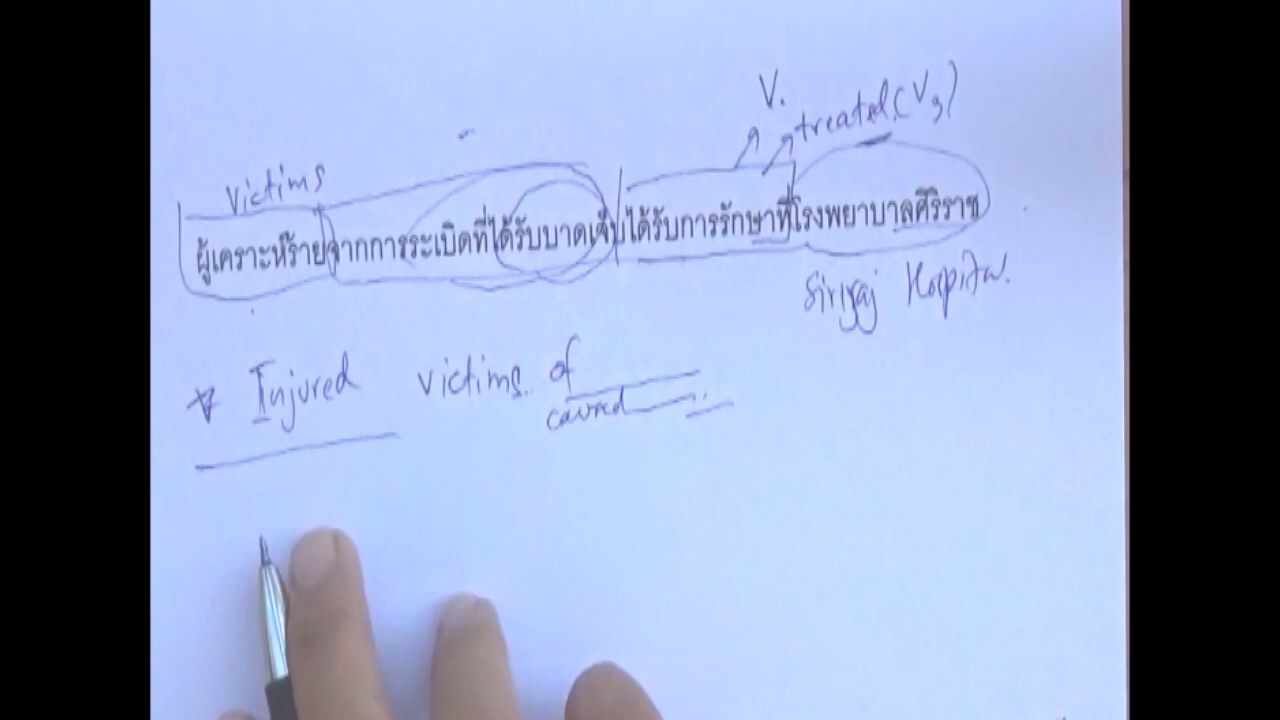 V.
treated (V3)
victims
ผู้เคราะห์ร้ายจากการระเบิดที่ได้รับบาดเจ็บได้รับการรักษาที่โรงพยาบาลศิริราช
Siriraj Hospital.
Injured victims of